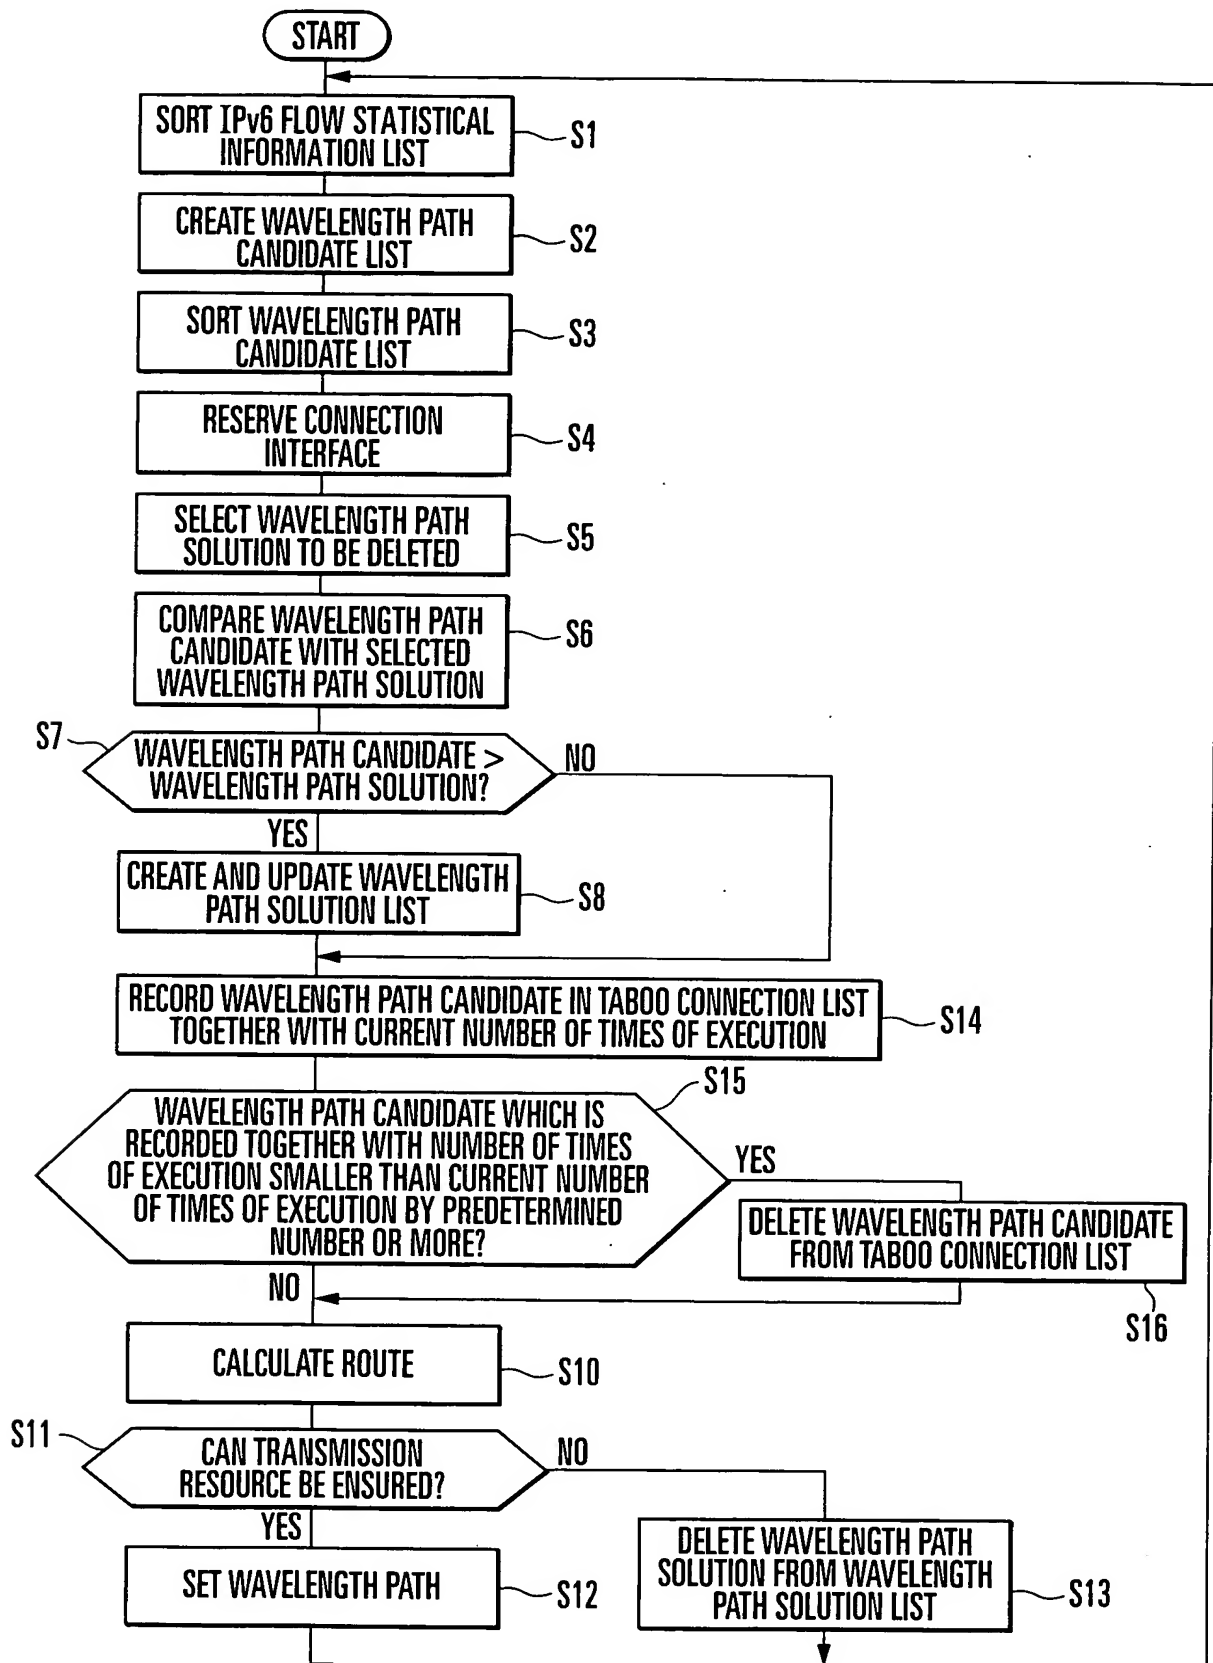 START
SORT IPv6 FLOW STATISTICAL
INFORMATION LIST
S1
CREATE WAVELENGTH PATH
CANDIDATE LIST
S2
SORT WAVELENGTH PATH
CANDIDATE LIST
S3
RESERVE CONNECTION
INTERFACE
S4
SELECT WAVELENGTH PATH
SOLUTION TO BE DELETED
S5
COMPARE WAVELENGTH PATH
CANDIDATE WITH SELECTED
WAVELENGTH PATH SOLUTION
S6
S7
WAVELENGTH PATH CANDIDATE >
WAVELENGTH PATH SOLUTION?
NO
YES
CREATE AND UPDATE WAVELENGTH
PATH SOLUTION LIST
S8
RECORD WAVELENGTH PATH CANDIDATE IN TABOO CONNECTION LIST
TOGETHER WITH CURRENT NUMBER OF TIMES OF EXECUTION
S14
S15
WAVELENGTH PATH CANDIDATE WHICH IS
RECORDED TOGETHER WITH NUMBER OF TIMES
OF EXECUTION SMALLER THAN CURRENT NUMBER
OF TIMES OF EXECUTION BY PREDETERMINED
NUMBER OR MORE?
YES
DELETE WAVELENGTH PATH CANDIDATE
FROM TABOO CONNECTION LIST
S16
NO
CALCULATE ROUTE
S10
S11
CAN TRANSMISSION
RESOURCE BE ENSURED?
NO
YES
SET WAVELENGTH PATH
S12
DELETE WAVELENGTH PATH
SOLUTION FROM WAVELENGTH
PATH SOLUTION LIST
S13